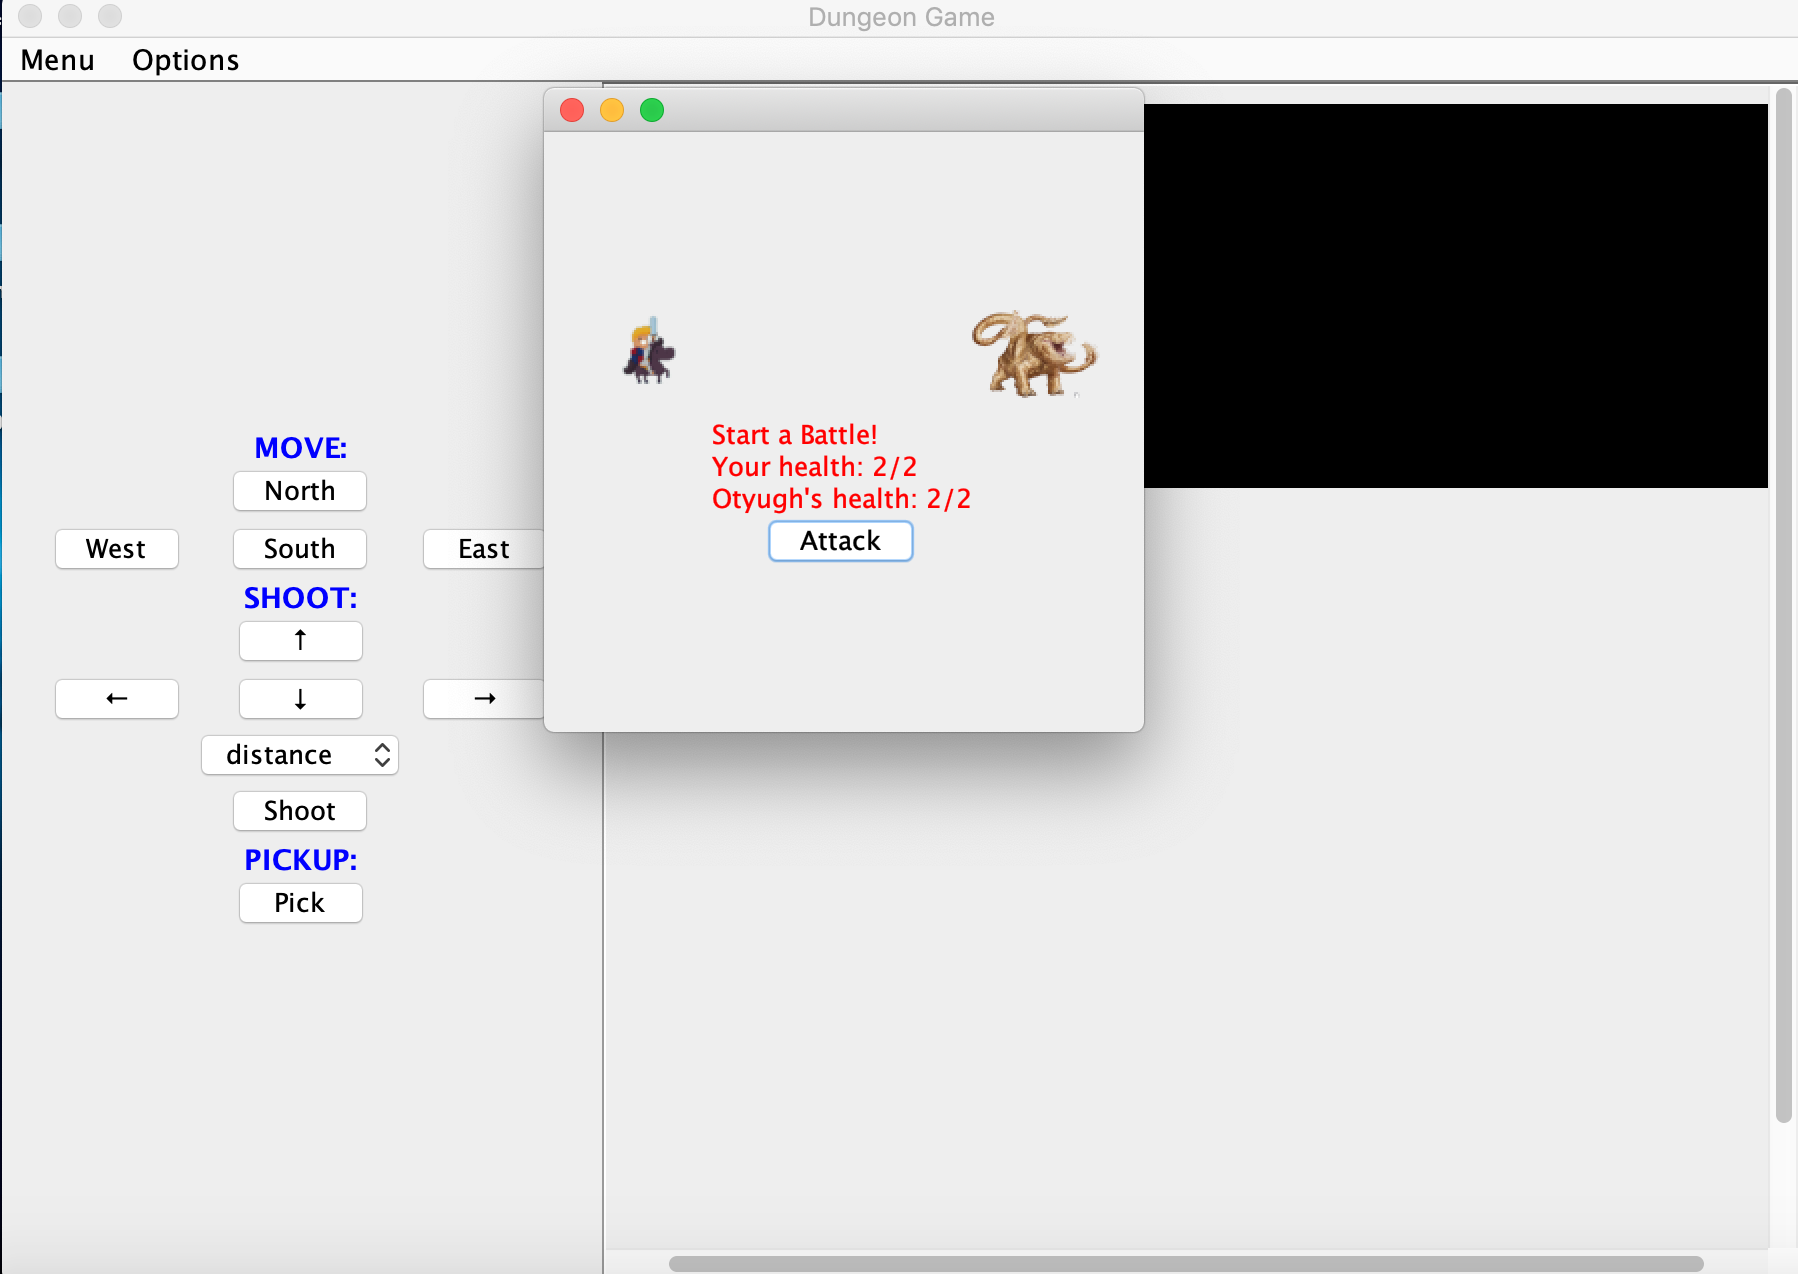 Dungeon Game
Menu Options
MOVE:
North
West South East
SHOOT:
↑
← ↓ →
distance
Shoot
PICKUP:
Pick
Start a Battle!
Your health: 2/2
Otyugh's health: 2/2
Attack